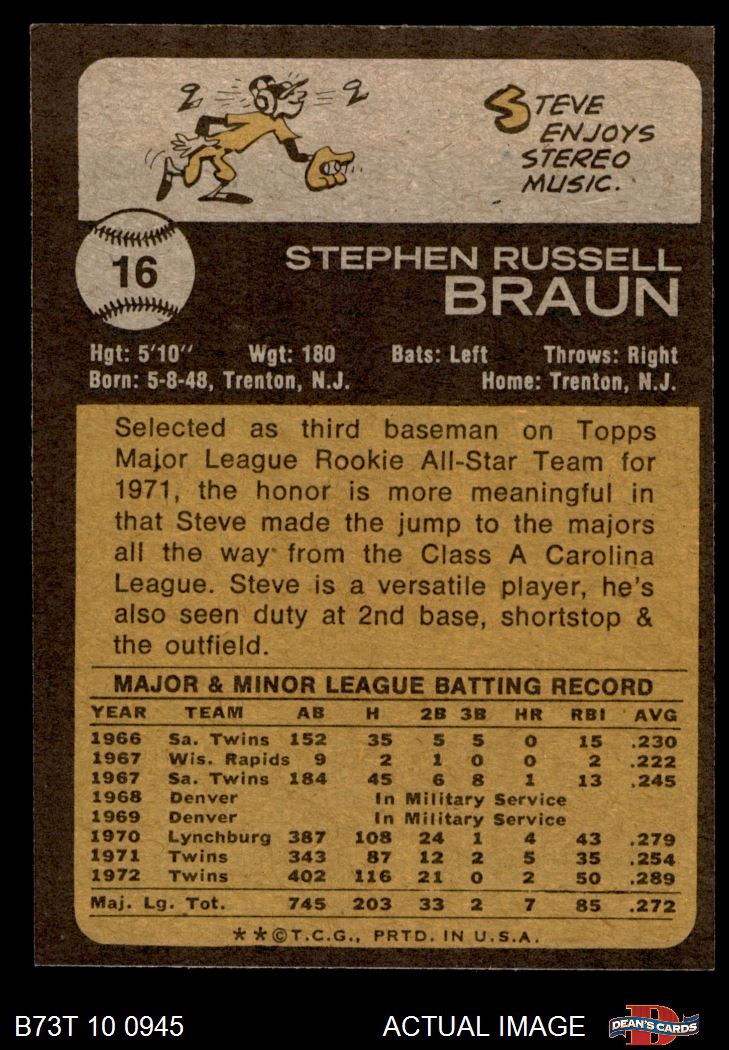 STEVE
ENJOYS
STEREO
MUSIC.
16
STEPHEN RUSSELL
BRAUN
Hgt: 5'10'' Wgt: 180 Bats: Left Throws: Right
Born: 5-8-48, Trenton, N.J. Home: Trenton, N.J.
Selected as third baseman on Topps
Major League Rookie All-Star Team for
1971, the honor is more meaningful in
that Steve made the jump to the majors
all the way from the Class A Carolina
League. Steve is a versatile player, he's
also seen duty at 2nd base, shortstop &
the outfield.
MAJOR & MINOR LEAGUE BATTING RECORD
YEAR TEAM AB H 2B 3B HR RBI AVG
1966 Sa. Twins 152 35 5 5 0 15 .230
1967 Wis. Rapids 9 2 1 0 0 2 .222
1967 Sa. Twins 184 45 6 8 1 13 .245
1968 Denver In Military Service
1969 Denver In Military Service
1970 Lynchburg 387 108 24 1 4 43 .279
1971 Twins 343 87 12 2 5 35 .254
1972 Twins 402 116 21 0 2 50 .289
Maj. Lg. Tot. 745 203 33 2 7 85 .272
**©T.C.G., PRTD. IN U.S.A.
B73T 10 0945 ACTUAL IMAGE D DEAN'S CARDS